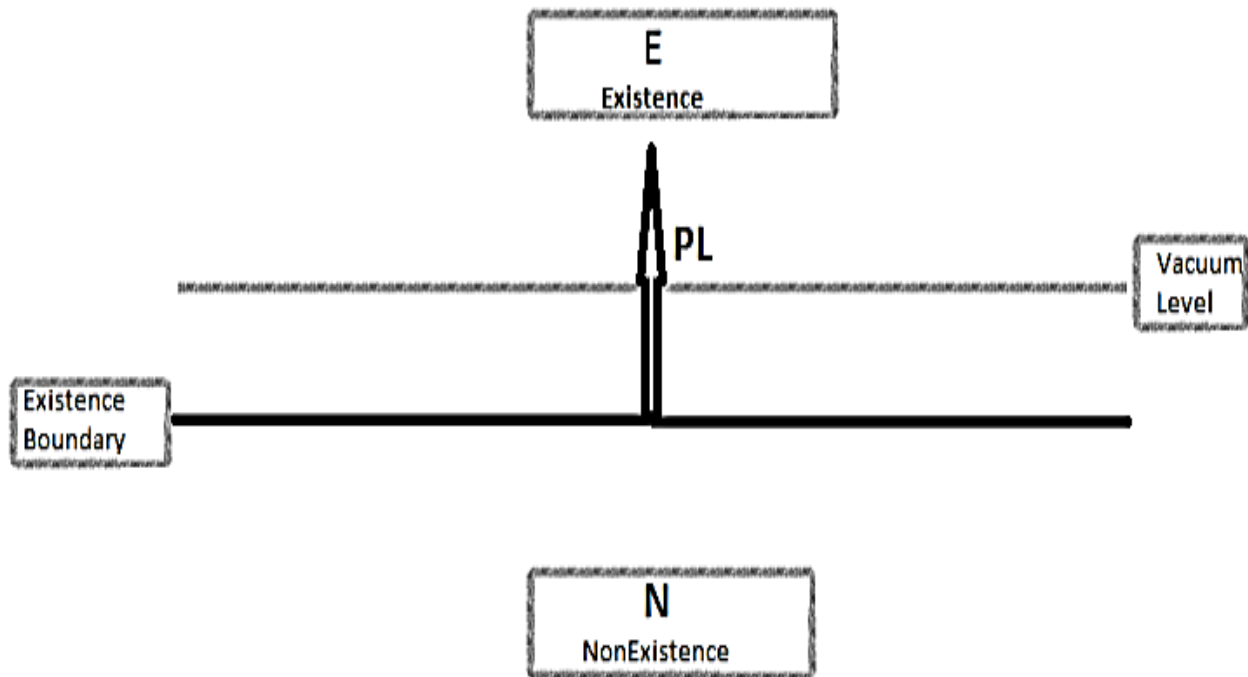 E
Existence
PL
Vacuum
Level
Existence
Boundary
N
NonExistence